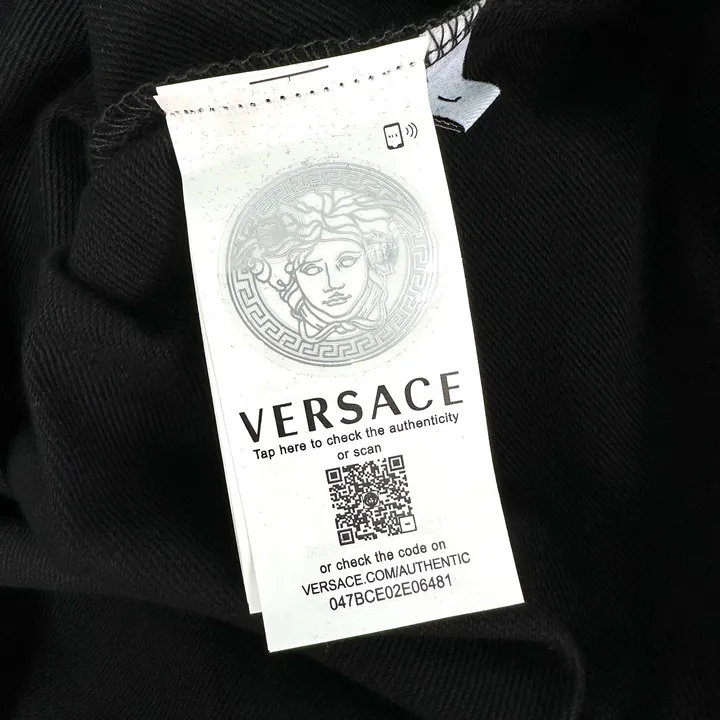 VERSACE
Tap here to check the authenticity
or scan
or check the code on
VERSACE.COM/AUTHENTIC
047BCE02E06481